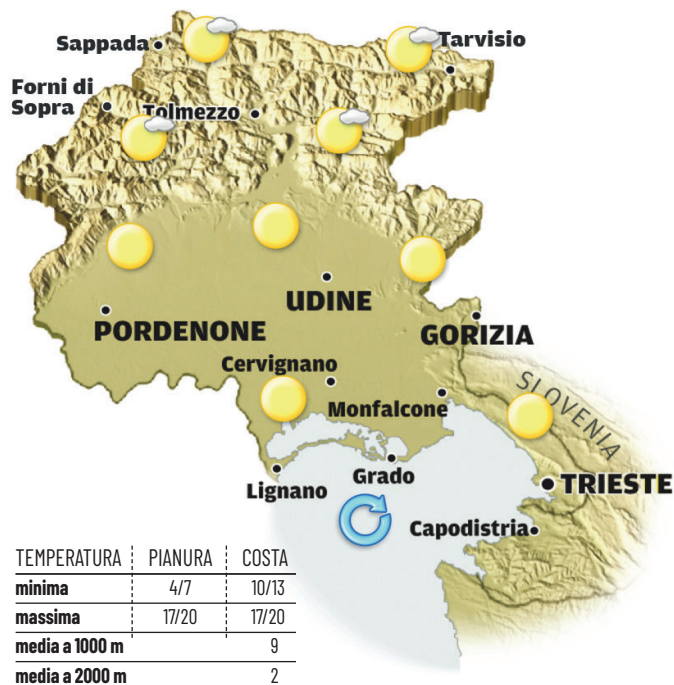 Sappada
Tarvisio
Forni di
Sopra
Tolmezzo
UDINE
PORDENONE
GORIZIA
Cervignano
SLOVENIA
Monfalcone
Grado
TRIESTE
Lignano
Capodistria
TEMPERATURA PIANURA COSTA
minima 4/7 10/13
massima 17/20 17/20
media a 1000 m 9
media a 2000 m 2